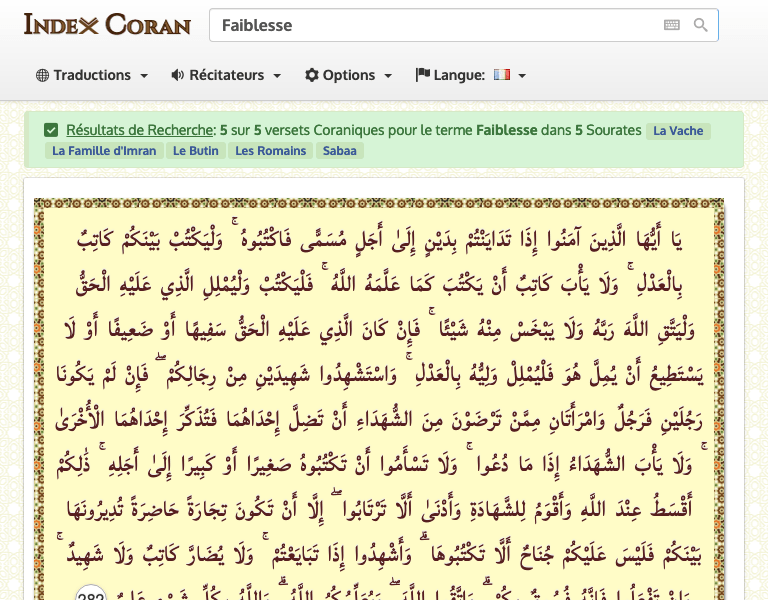 INDEX CORAN
Faiblesse
Traductions Récitateurs Options Langue:
Résultats de Recherche: 5 sur 5 versets Coraniques pour le terme Faiblesse dans 5 Sourates La Vache
La Famille d'Imran Le Butin Les Romains Sabaa
يَا أَيُّهَا الَّذِينَ آمَنُوا إِذَا تَدَايَنْتُمْ بِدَيْنٍ إِلَىٰ أَجَلٍ مُسَمًّى فَاكْتُبُوهُ ۚ وَلْيَكْتُبْ بَيْنَكُمْ كَاتِبٌ
بِالْعَدْلِ ۚ وَلَا يَأْبَ كَاتِبٌ أَنْ يَكْتُبَ كَمَا عَلَّمَهُ اللَّهُ ۚ فَلْيَكْتُبْ وَلْيُمْلِلِ الَّذِي عَلَيْهِ الْحَقُّ
وَلْيَتَّقِ اللَّهَ رَبَّهُ وَلَا يَبْخَسْ مِنْهُ شَيْئًا ۚ فَإِنْ كَانَ الَّذِي عَلَيْهِ الْحَقُّ سَفِيهًا أَوْ ضَعِيفًا أَوْ لَا
يَسْتَطِيعُ أَنْ يُمِلَّ هُوَ فَلْيُمْلِلْ وَلِيُّهُ بِالْعَدْلِ ۚ وَاسْتَشْهِدُوا شَهِيدَيْنِ مِنْ رِجَالِكُمْ ۖ فَإِنْ لَمْ يَكُونَا
رَجُلَيْنِ فَرَجُلٌ وَامْرَأَتَانِ مِمَّنْ تَرْضَوْنَ مِنَ الشُّهَدَاءِ أَنْ تَضِلَّ إِحْدَاهُمَا فَتُذَكِّرَ إِحْدَاهُمَا الْأُخْرَىٰ
ۚ وَلَا يَأْبَ الشُّهَدَاءُ إِذَا مَا دُعُوا ۚ وَلَا تَسْأَمُوا أَنْ تَكْتُبُوهُ صَغِيرًا أَوْ كَبِيرًا إِلَىٰ أَجَلِهِ ۚ ذَٰلِكُمْ
أَقْسَطُ عِنْدَ اللَّهِ وَأَقْوَمُ لِلشَّهَادَةِ وَأَدْنَىٰ أَلَّا تَرْتَابُوا ۖ إِلَّا أَنْ تَكُونَ تِجَارَةً حَاضِرَةً تُدِيرُونَهَا
بَيْنَكُمْ فَلَيْسَ عَلَيْكُمْ جُنَاحٌ أَلَّا تَكْتُبُوهَا ۗ وَأَشْهِدُوا إِذَا تَبَايَعْتُمْ ۚ وَلَا يُضَارَّ كَاتِبٌ وَلَا شَهِيدٌ ۚ